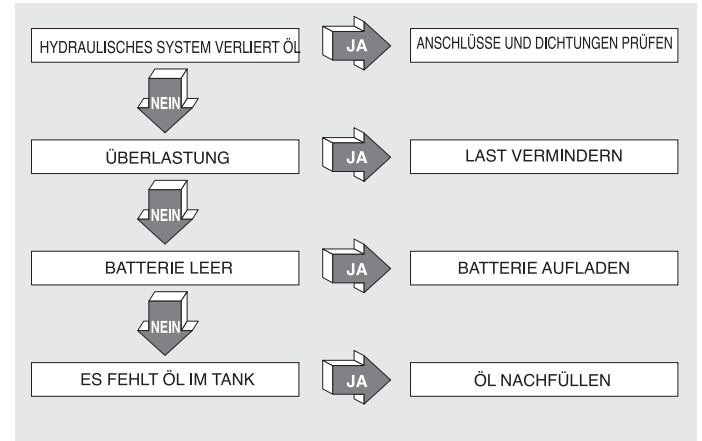 HYDRAULISCHES SYSTEM VERLIERT ÖL
JA
ANSCHLÜSSE UND DICHTUNGEN PRÜFEN
NEIN
ÜBERLASTUNG
JA
LAST VERMINDERN
NEIN
BATTERIE LEER
JA
BATTERIE AUFLADEN
NEIN
ES FEHLT ÖL IM TANK
JA
ÖL NACHFÜLLEN